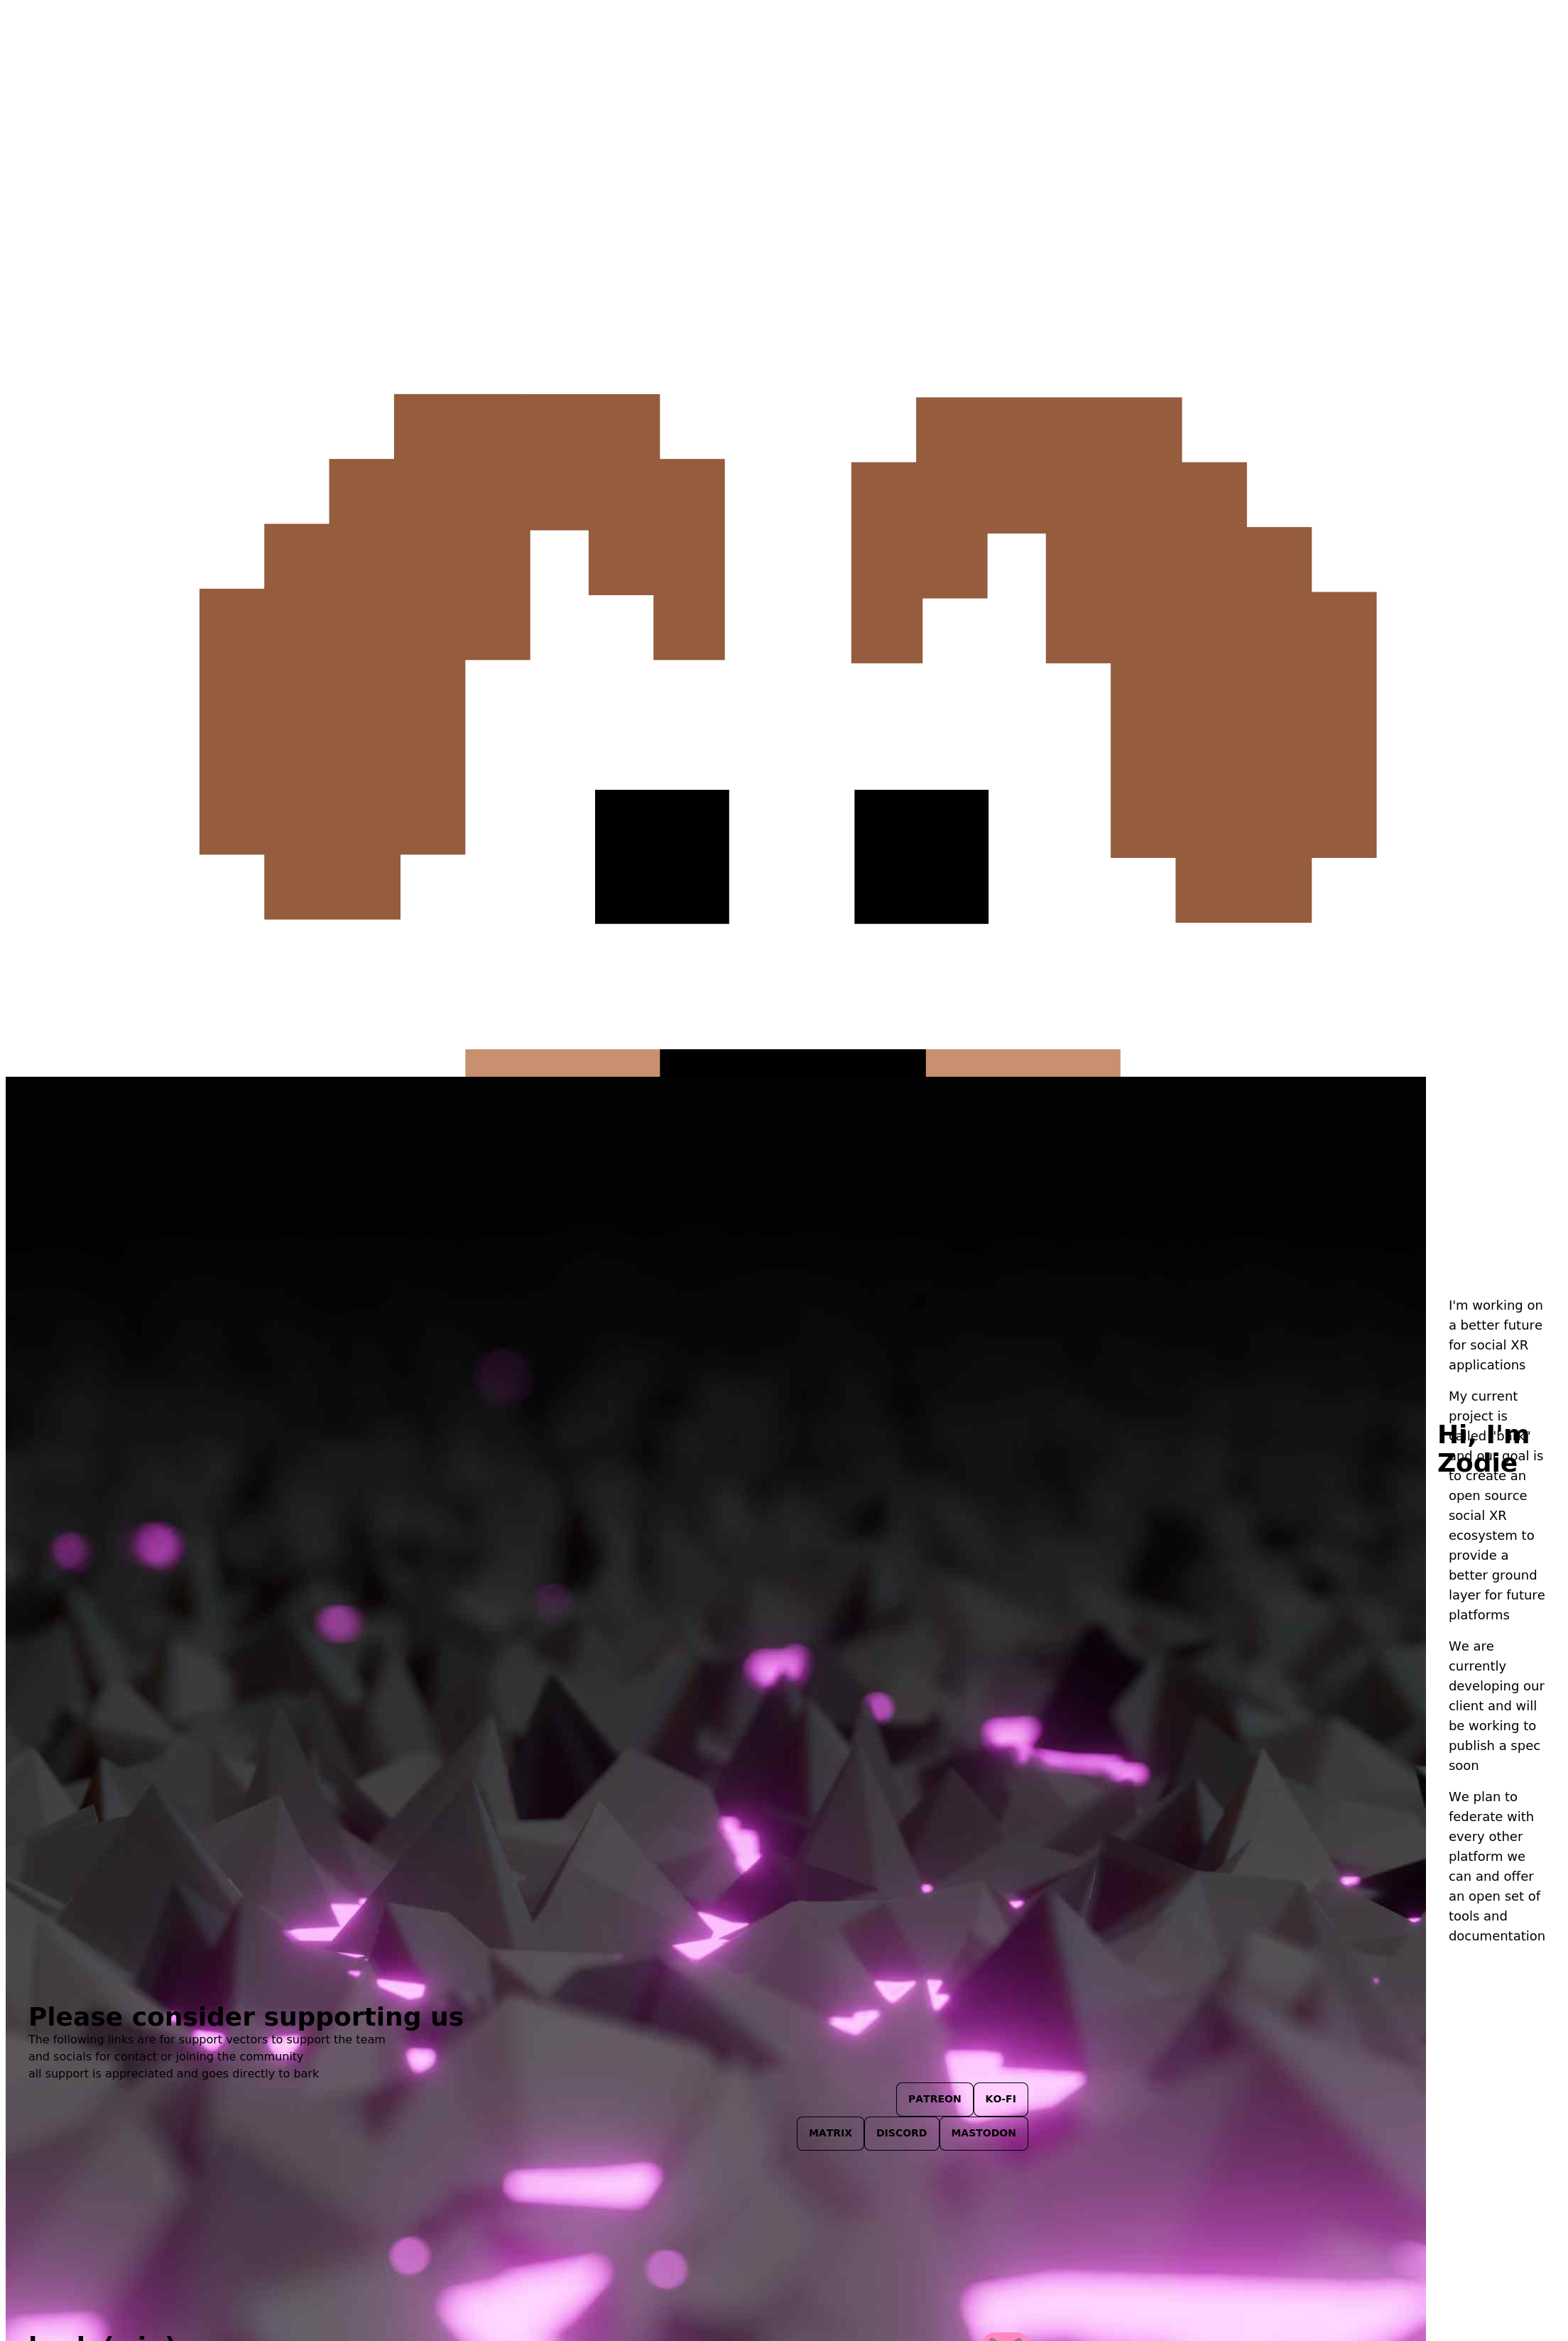 I'm working on
a better future
for social XR
applications
My current
project is
Hi, I'm
Zodie
and our goal is
to create an
open source
social XR
ecosystem to
provide a
better ground
layer for future
platforms
We are
currently
developing our
client and will
be working to
publish a spec
soon
We plan to
federate with
every other
platform we
can and offer
an open set of
tools and
documentation
Please consider supporting us
The following links are for support vectors to support the team
and socials for contact or joining the community
all support is appreciated and goes directly to bark
PATREON
KO-FI
MATRIX
DISCORD
MASTODON